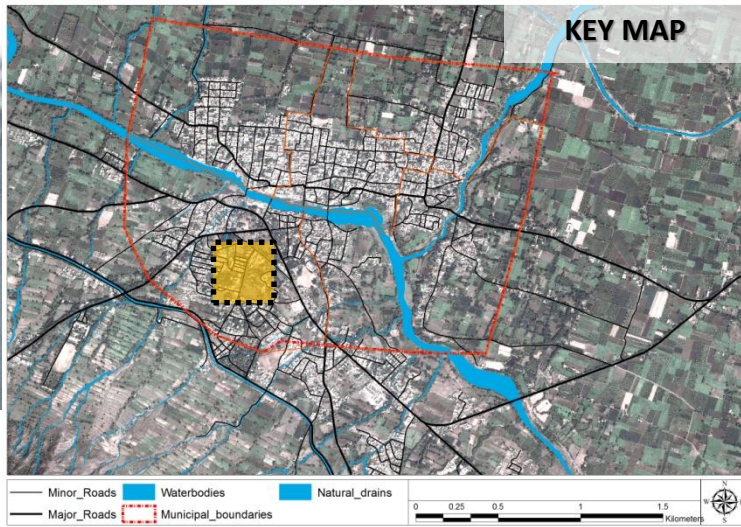 KEY MAP
Minor_Roads Waterbodies Natural_drains
Major_Roads Municipal_boundaries
0 0.25 0.5 1 1.5
Kilometers
N
W E
S